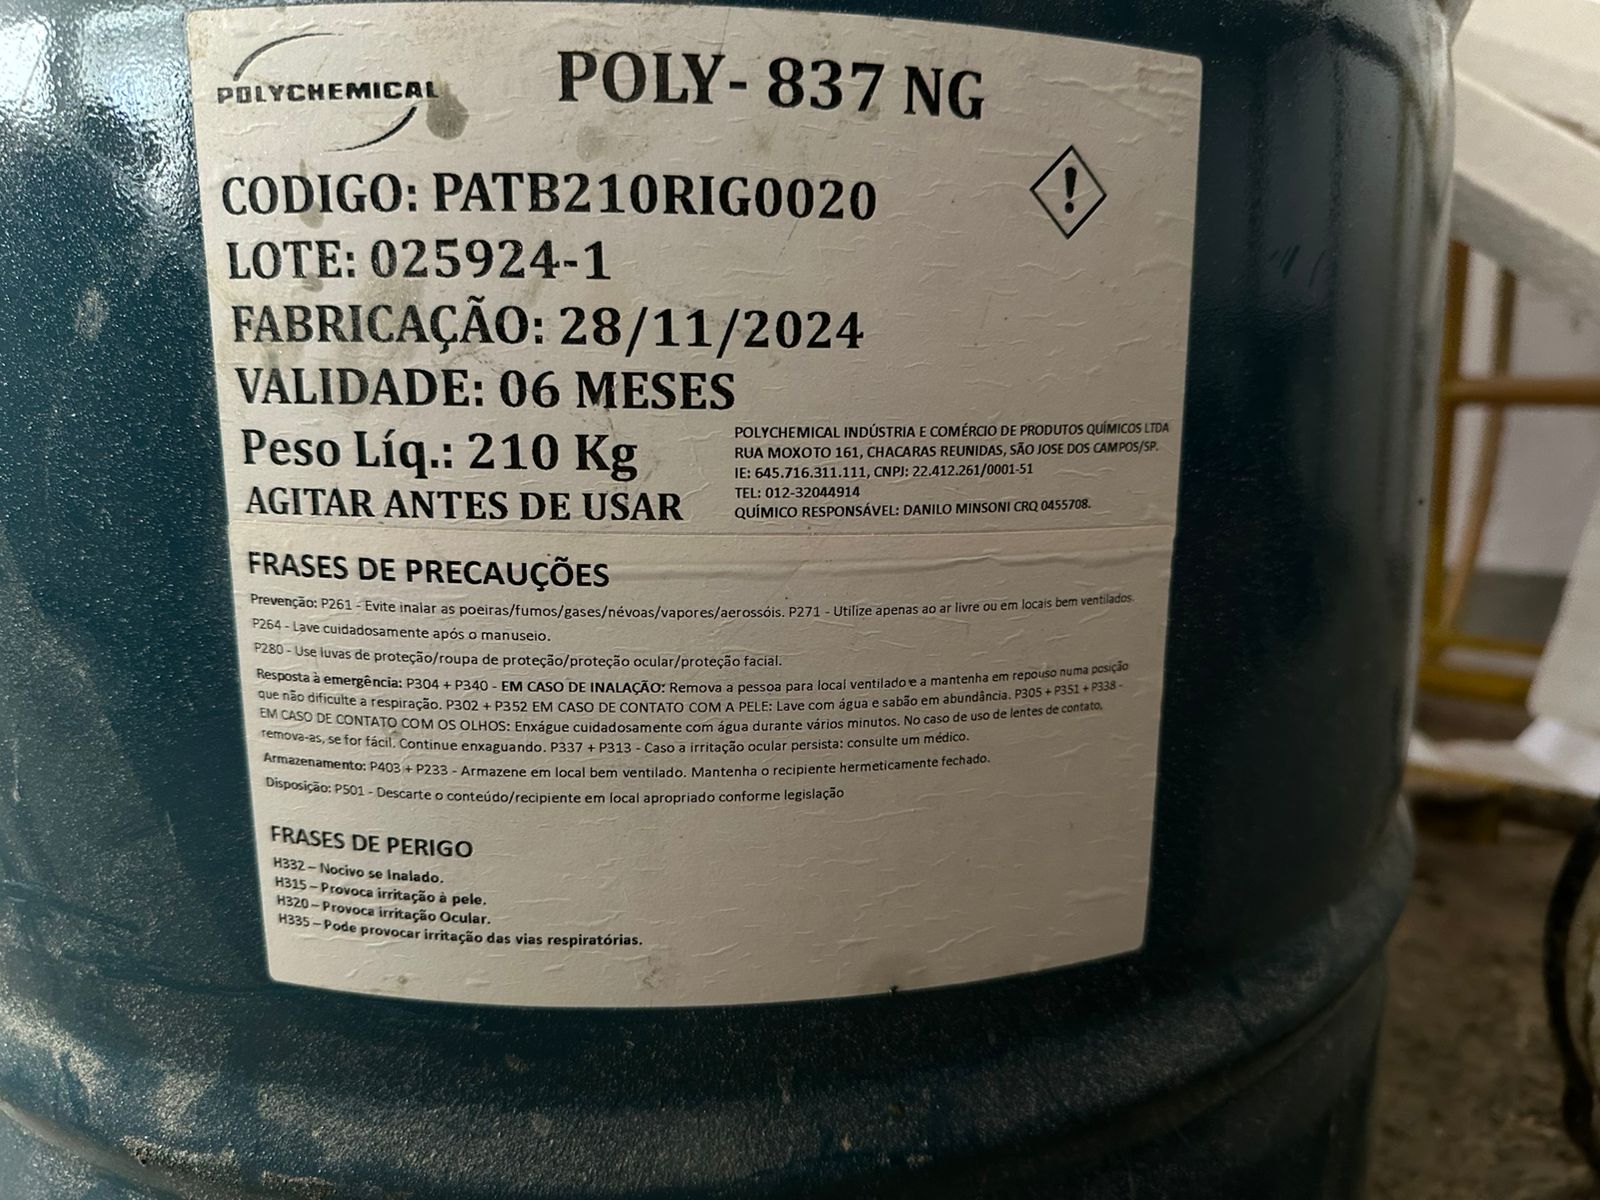 POLYCHEMICAL
POLY- 837 NG
CODIGO: PATB210RIG0020
LOTE: 025924-1
FABRICAÇÃO: 28/11/2024
VALIDADE: 06 MESES
Peso Líq.: 210 Kg
AGITAR ANTES DE USAR
POLYCHEMICAL INDÚSTRIA E COMÉRCIO DE PRODUTOS QUÍMICOS LTDA
RUA MOXOTO 161, CHACARAS REUNIDAS, SÃO JOSE DOS CAMPOS/SP.
IE: 645.716.311.111, CNPJ: 22.412.261/0001-51
TEL: 012-32044914
QUÍMICO RESPONSÁVEL: DANILO MINSONI CRQ 0455708.
FRASES DE PRECAUÇÕES
Prevenção: P261 - Evite inalar as poeiras/fumos/gases/névoas/vapores/aerossóis. P271 - Utilize apenas ao ar livre ou em locais bem ventilados.
P264 - Lave cuidadosamente após o manuseio.
P280 - Use luvas de proteção/roupa de proteção/proteção ocular/proteção facial.
Resposta à emergência: P304 + P340 - EM CASO DE INALAÇÃO: Remova a pessoa para local ventilado e a mantenha em repouso numa posição
que não dificulte a respiração. P302 + P352 EM CASO DE CONTATO COM A PELE: Lave com água e sabão em abundância. P305 + P351 + P338 -
EM CASO DE CONTATO COM OS OLHOS: Enxágue cuidadosamente com água durante vários minutos. No caso de uso de lentes de contato,
remova-as, se for fácil. Continue enxaguando. P337 + P313 - Caso a irritação ocular persista: consulte um médico.
Armazenamento: P403 + P233 - Armazene em local bem ventilado. Mantenha o recipiente hermeticamente fechado.
Disposição: P501 - Descarte o conteúdo/recipiente em local apropriado conforme legislação
FRASES DE PERIGO
H332 – Nocivo se Inalado.
H315 – Provoca irritação à pele.
H320 – Provoca irritação Ocular.
H335 – Pode provocar irritação das vias respiratórias.